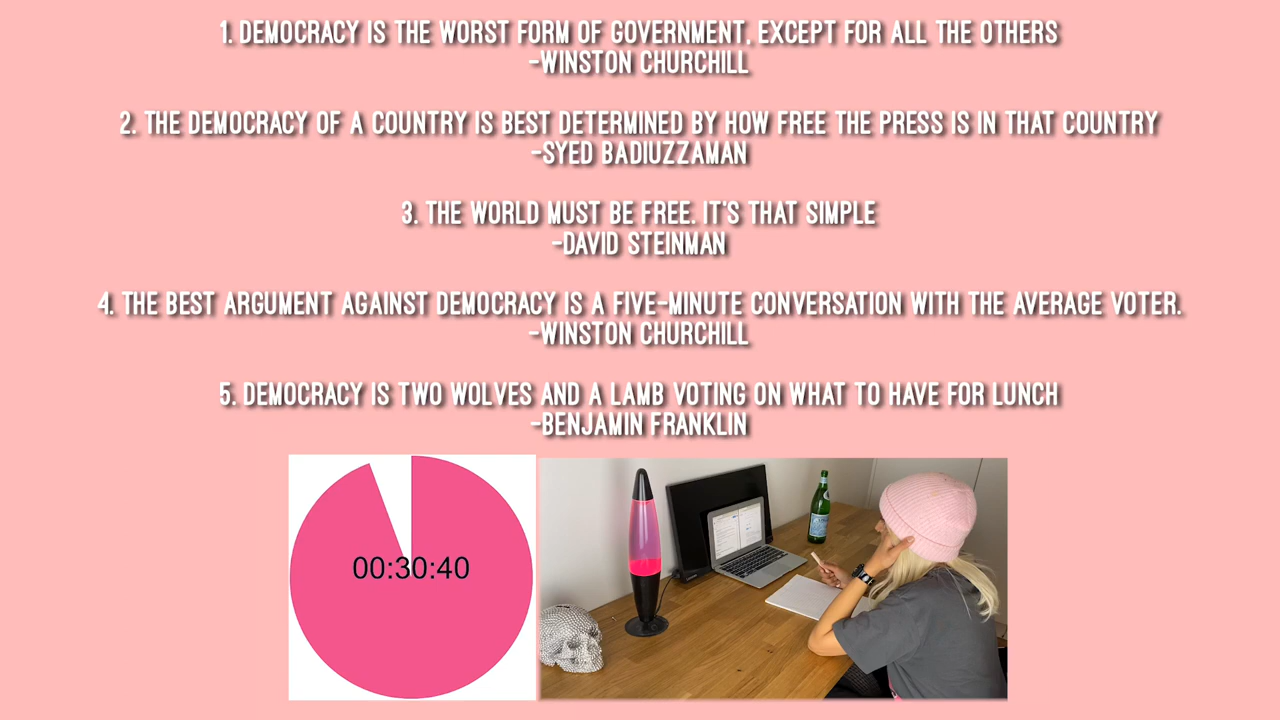 1. DEMOCRACY IS THE WORST FORM OF GOVERNMENT, EXCEPT FOR ALL THE OTHERS
-WINSTON CHURCHILL
2. THE DEMOCRACY OF A COUNTRY IS BEST DETERMINED BY HOW FREE THE PRESS IS IN THAT COUNTRY
-SYED BADIUZZAMAN
3. THE WORLD MUST BE FREE. IT'S THAT SIMPLE
-DAVID STEINMAN
4. THE BEST ARGUMENT AGAINST DEMOCRACY IS A FIVE-MINUTE CONVERSATION WITH THE AVERAGE VOTER.
-WINSTON CHURCHILL
5. DEMOCRACY IS TWO WOLVES AND A LAMB VOTING ON WHAT TO HAVE FOR LUNCH
-BENJAMIN FRANKLIN
00:30:40